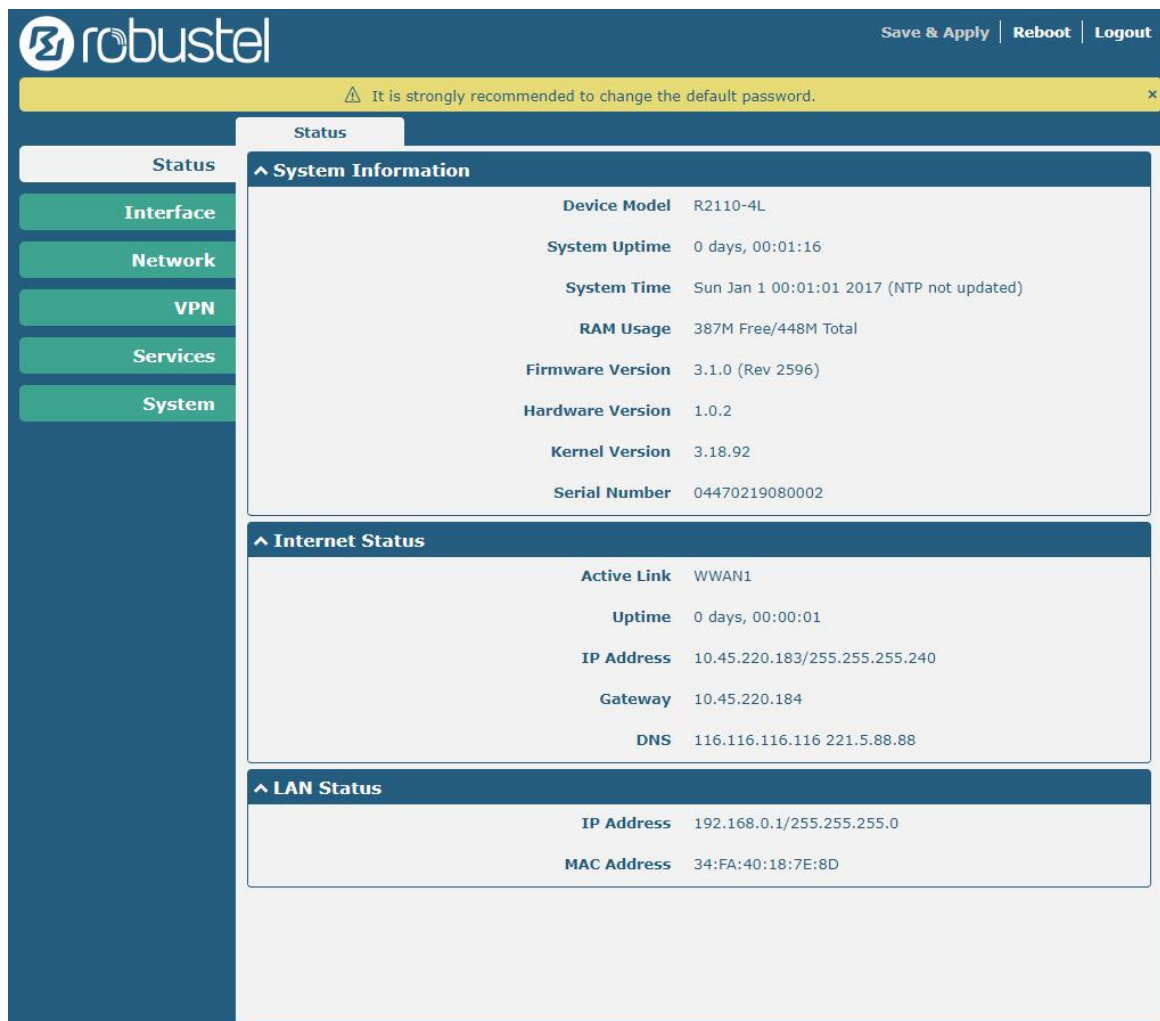 robustel
Save & Apply Reboot Logout
It is strongly recommended to change the default password. ×
Status
Status
Interface
Network
VPN
Services
System
System Information
Device Model R2110-4L
System Uptime 0 days, 00:01:16
System Time Sun Jan 1 00:01:01 2017 (NTP not updated)
RAM Usage 387M Free/448M Total
Firmware Version 3.1.0 (Rev 2596)
Hardware Version 1.0.2
Kernel Version 3.18.92
Serial Number 04470219080002
Internet Status
Active Link WWAN1
Uptime 0 days, 00:00:01
IP Address 10.45.220.183/255.255.255.240
Gateway 10.45.220.184
DNS 116.116.116.116 221.5.88.88
LAN Status
IP Address 192.168.0.1/255.255.255.0
MAC Address 34:FA:40:18:7E:8D